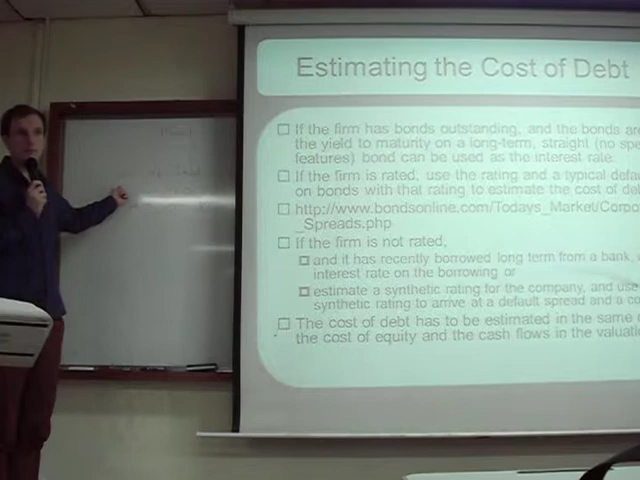 Estimating the Cost of Debt
If the firm has bonds outstanding, and the bonds are
the yield to maturity on a long-term, straight (no
features) bond can be used as the interest rate.
If the firm is rated, use the rating and a typical
on bonds with that rating to estimate the cost of
http://www.bondsonline.com/Todays_Market/
_Spreads.php
If the firm is not rated,
and it has recently borrowed long term from a bank,
interest rate on the borrowing or
estimate a synthetic rating for the company, and use
synthetic rating to arrive at a default spread and a
The cost of debt has to be estimated in the same
the cost of equity and the cash flows in the